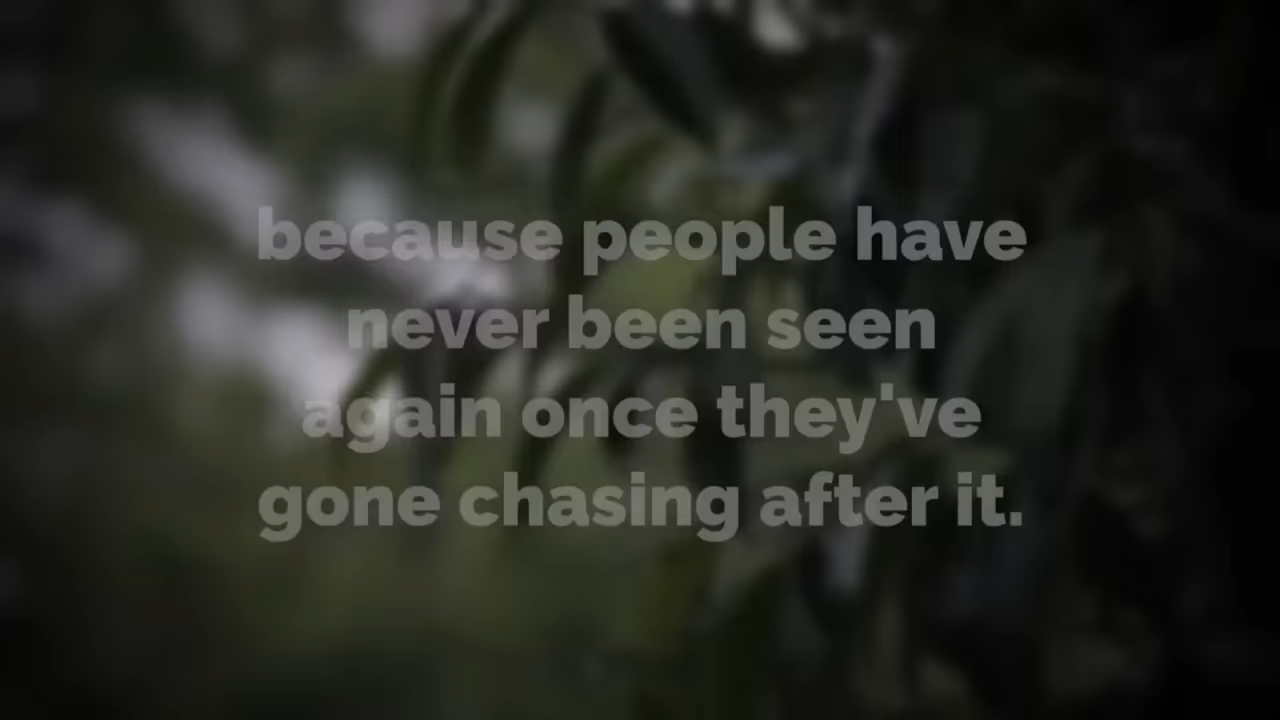 because people have
never been seen
again once they've
gone chasing after it.